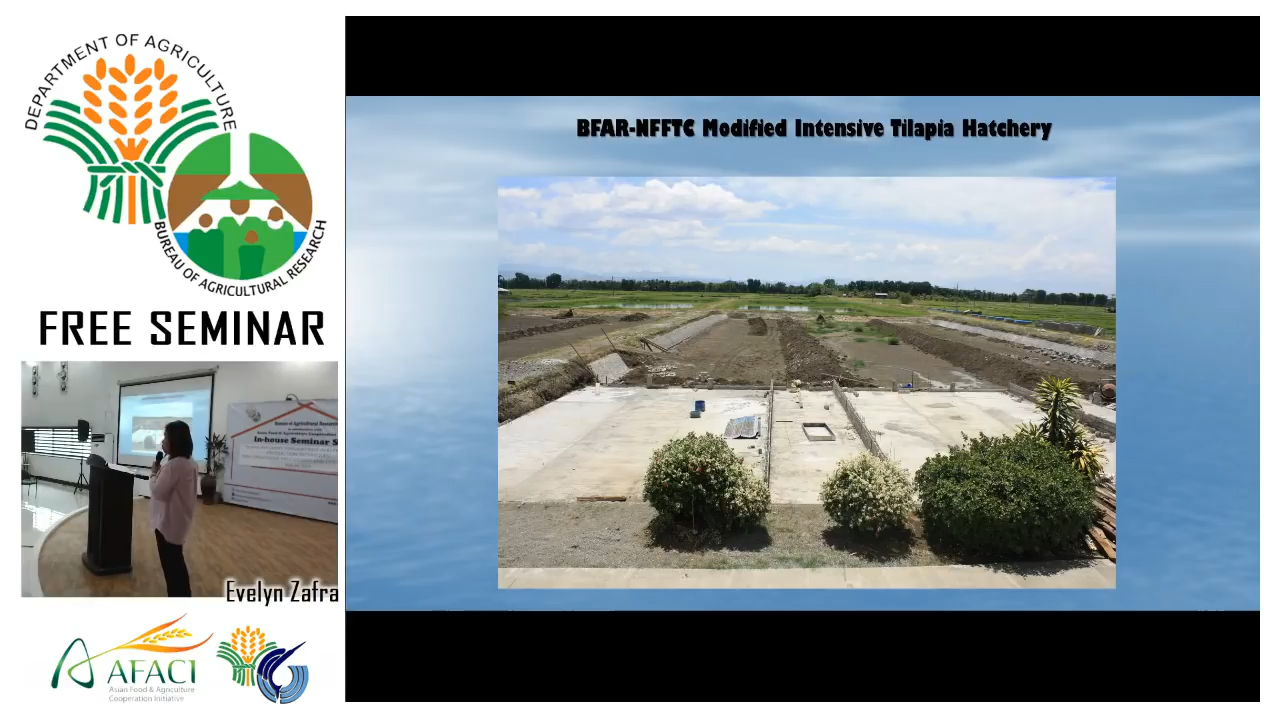 DEPARTMENT OF AGRICULTURE
BUREAU OF AGRICULTURAL RESEARCH
FREE SEMINAR
In-house Seminar S
Evelyn Zafra
AFACI
Asian Food & Agriculture
Cooperation Initiative
BFAR-NFFTC Modified Intensive Tilapia Hatchery